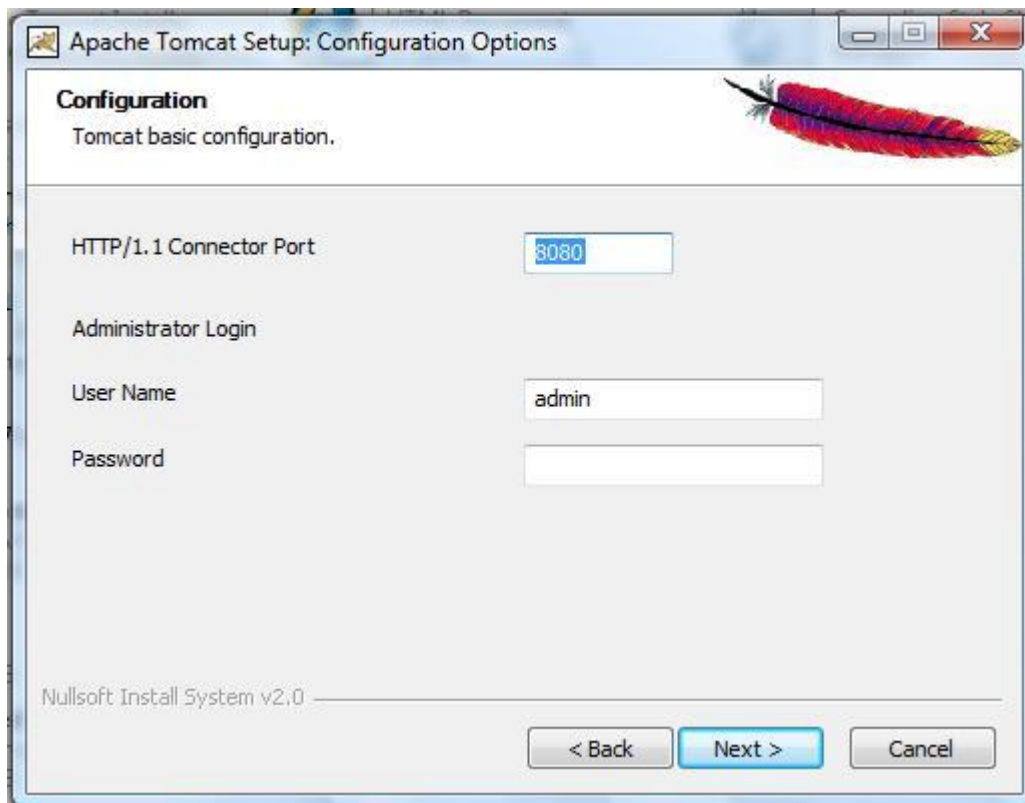 Apache Tomcat Setup: Configuration Options
Configuration
Tomcat basic configuration.
HTTP/1.1 Connector Port
8080
Administrator Login
User Name
admin
Password
Nullsoft Install System v2.0
< Back
Next >
Cancel